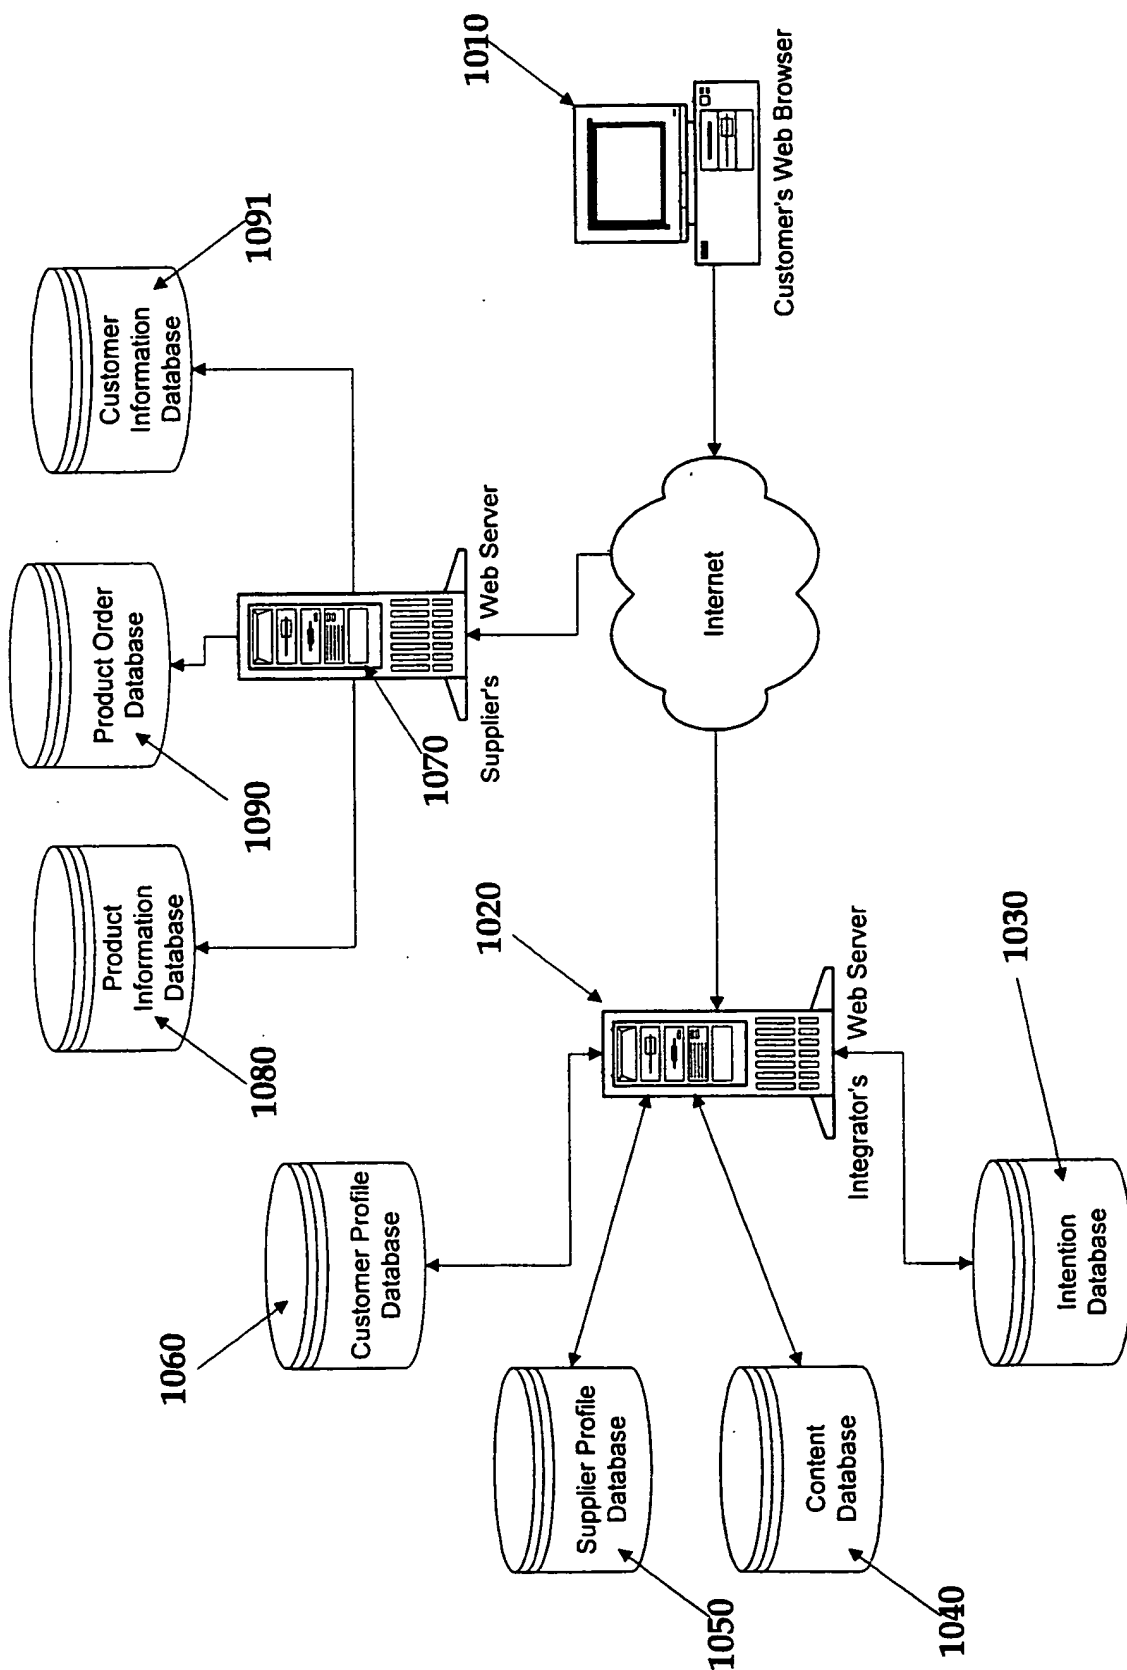 1080
Product
Information
Database
1090
Product Order
Database
1091
Customer
Information
Database
1060
Customer Profile
Database
1070
Supplier's Web Server
1010
Customer's Web Browser
1050
Supplier Profile
Database
1020
Integrator's Web Server
Internet
1040
Content
Database
1030
Intention
Database